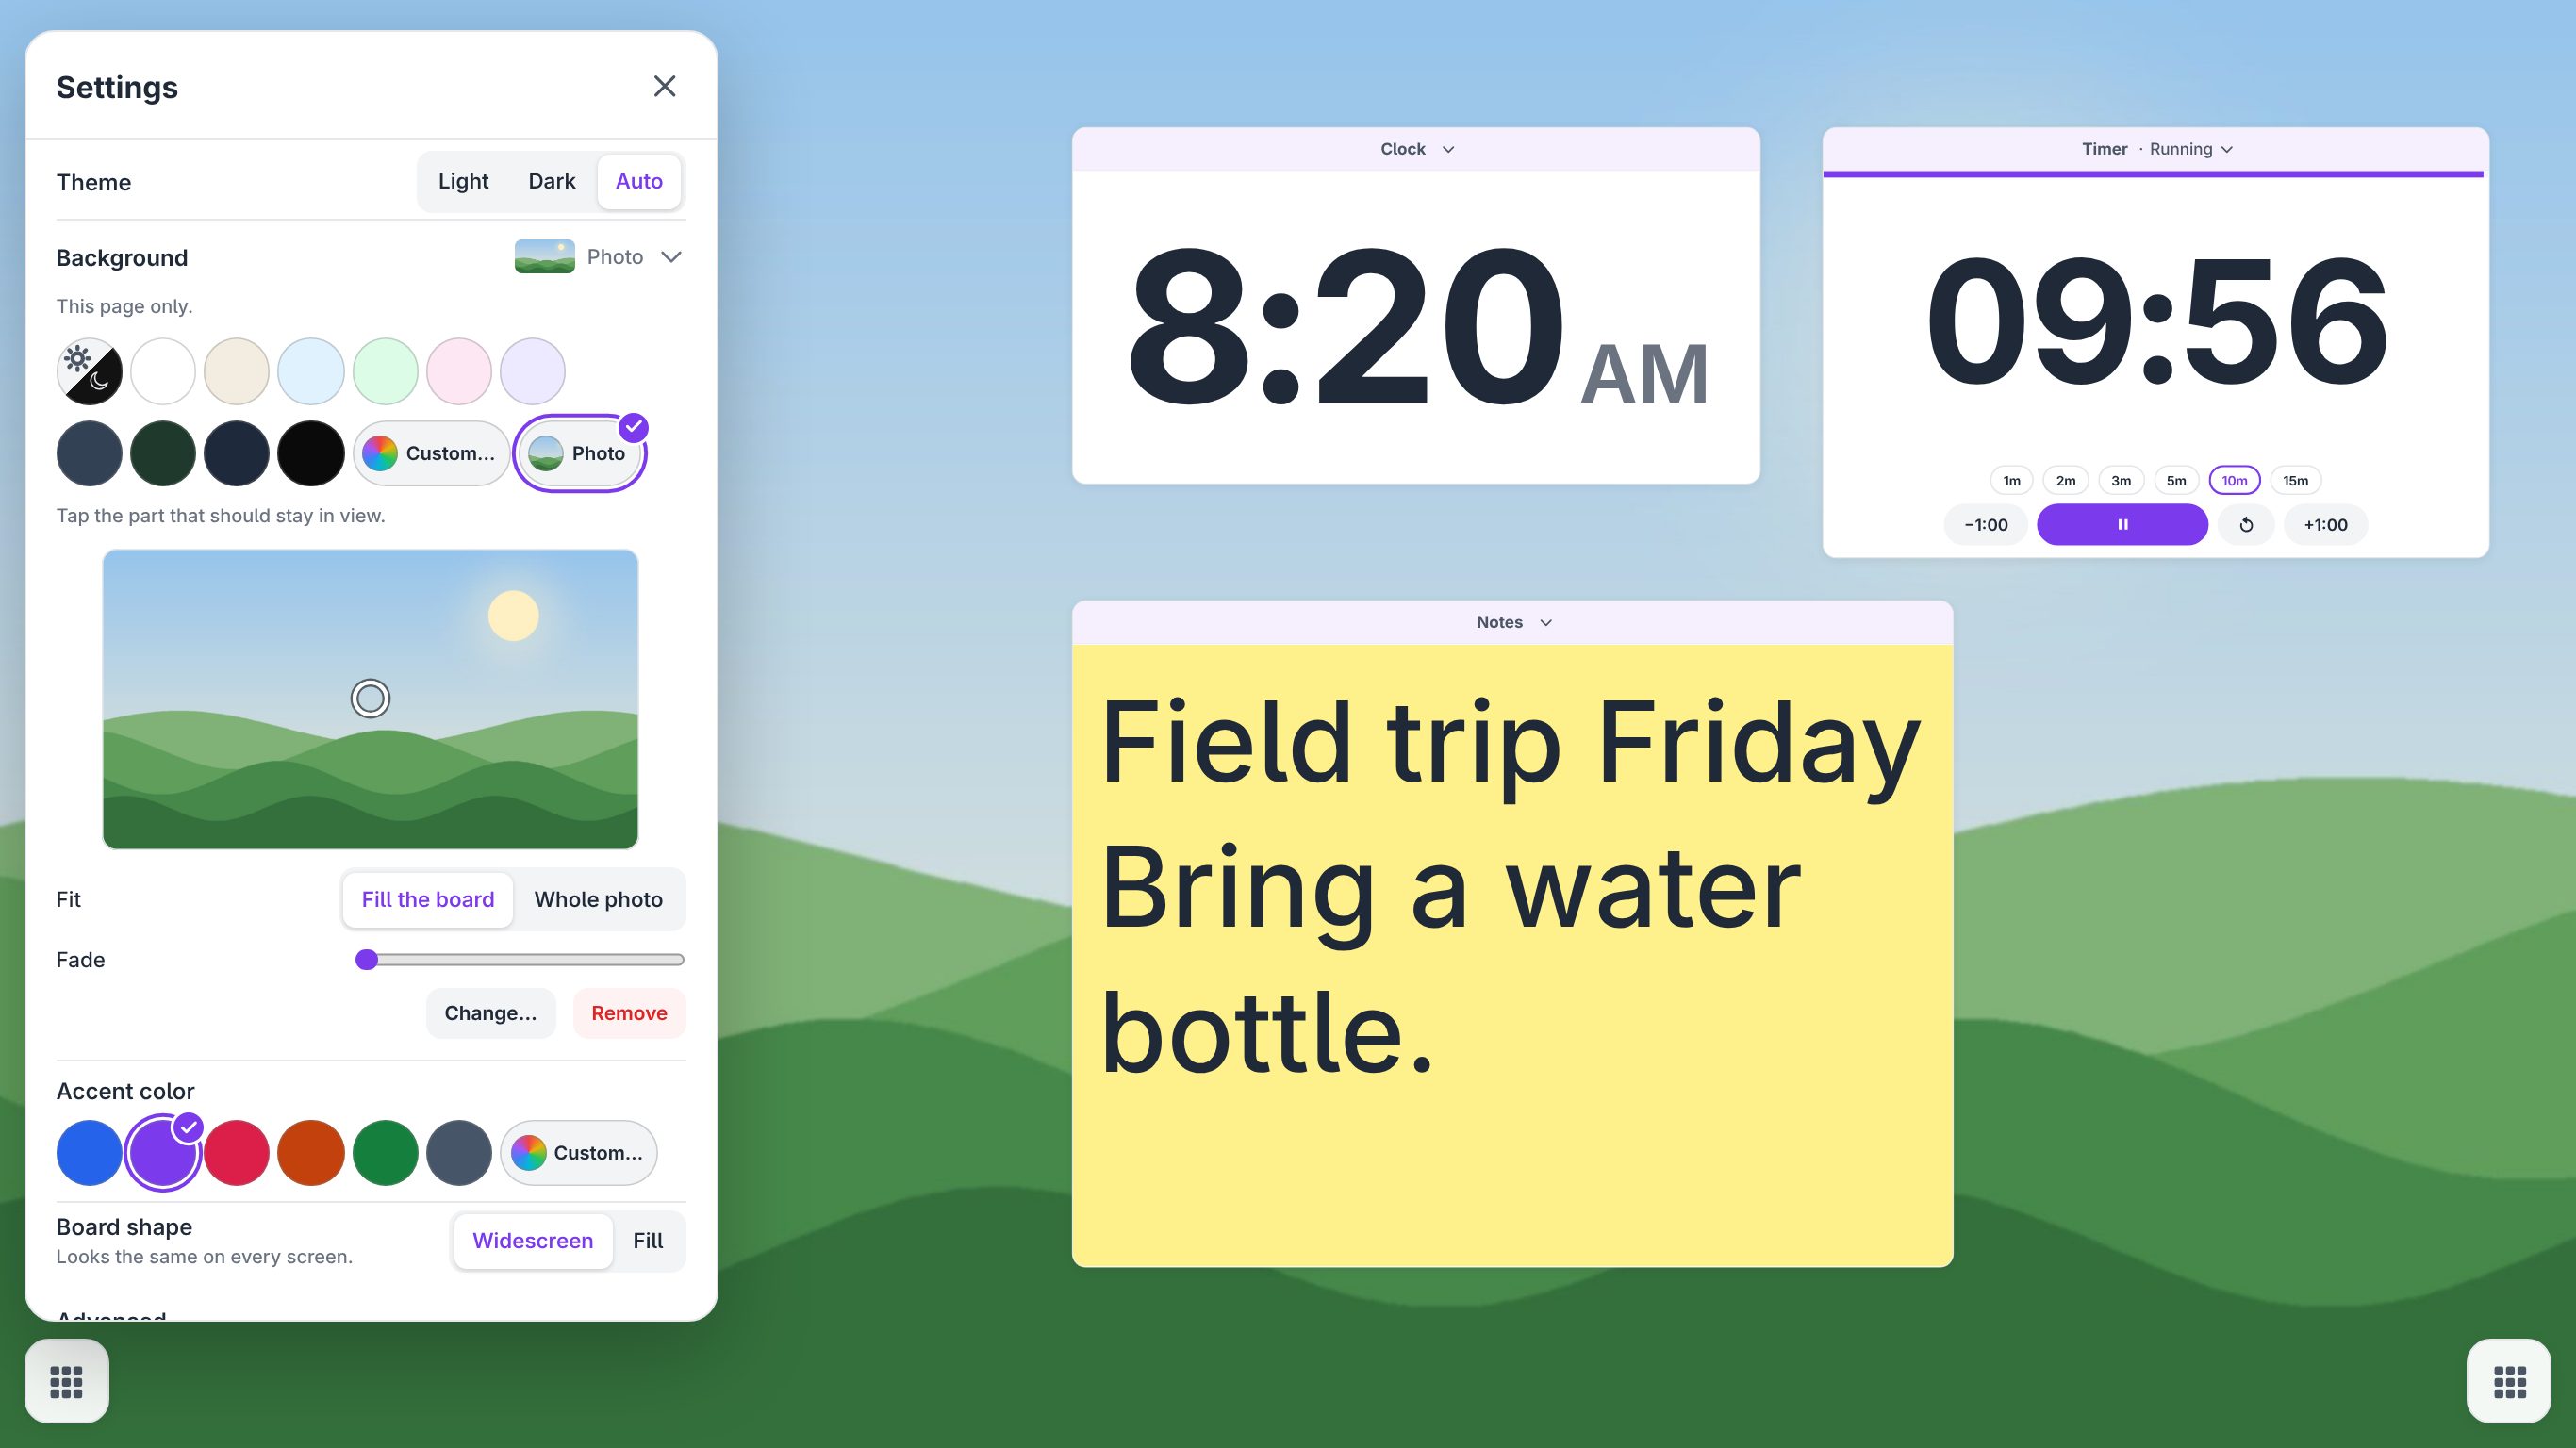 Settings
Theme Light Dark Auto
Background Photo
This page only.
Custom... Photo
Tap the part that should stay in view.
Fit Fill the board Whole photo
Fade
Change... Remove
Accent color
Custom...
Board shape
Looks the same on every screen.
Widescreen Fill
Advanced
Clock
8:20 AM
Timer · Running
09:56
1m 2m 3m 5m 10m 15m
−1:00 +1:00
Notes
Field trip Friday
Bring a water
bottle.